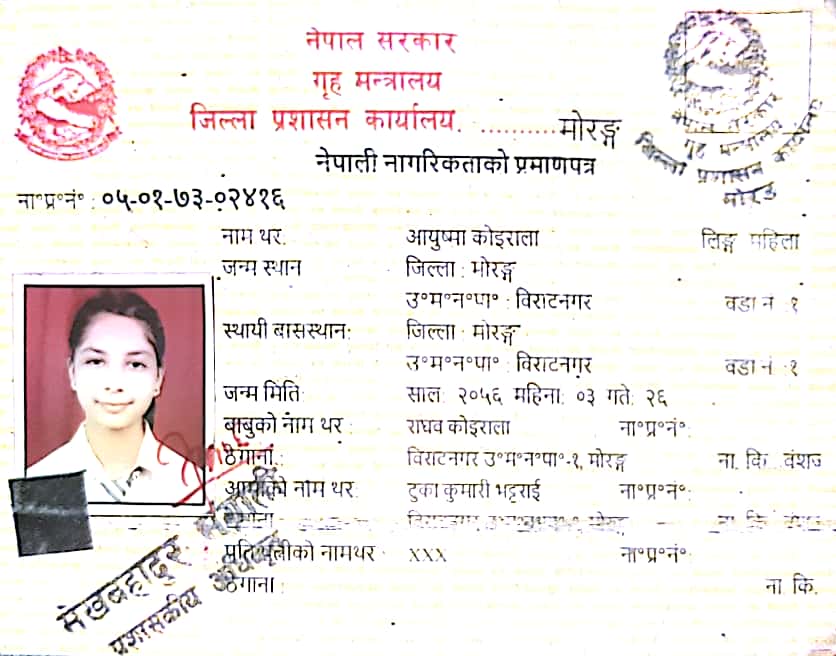 नेपाल सरकार
गृह मन्त्रालय
जिल्ला प्रशासन कार्यालय, ........... मोरङ्ग
नेपाली नागरिकताको प्रमाणपत्र
नेपाल सरकार
गृह मन्त्रालय
जिल्ला प्रशासन कार्यालय
मोरङ
ना॰प्र॰नं॰ : ०५-०१-७३-०२४१६
नाम थर. आयुष्मा कोइराला लिङ्ग महिला
जन्म स्थान जिल्ला : मोरङ्ग
उ॰म॰न॰पा॰ : विराटनगर वडा नं :१
स्थायी बासस्थान: जिल्ला : मोरङ्ग
उ॰म॰न॰पा॰ : विराटनगर वडा नं :१
जन्म मिति: साल: २०५६ महिना: ०३ गते: २६
बाबुको नाम थर : राघव कोइराला ना॰प्र॰नं॰:
ठेगाना.: विराटनगर उ॰म॰न॰पा॰-१, मोरङ्ग ना. कि. वंशज
आमाको नाम थर: टुका कुमारी भट्टराई ना॰प्र॰नं॰:
ठेगाना ना. कि.
पति/पत्नीको नामथर : XXX ना॰प्र॰नं॰:
ठेगाना : ना. कि.
प्रशासकीय अधिकृत